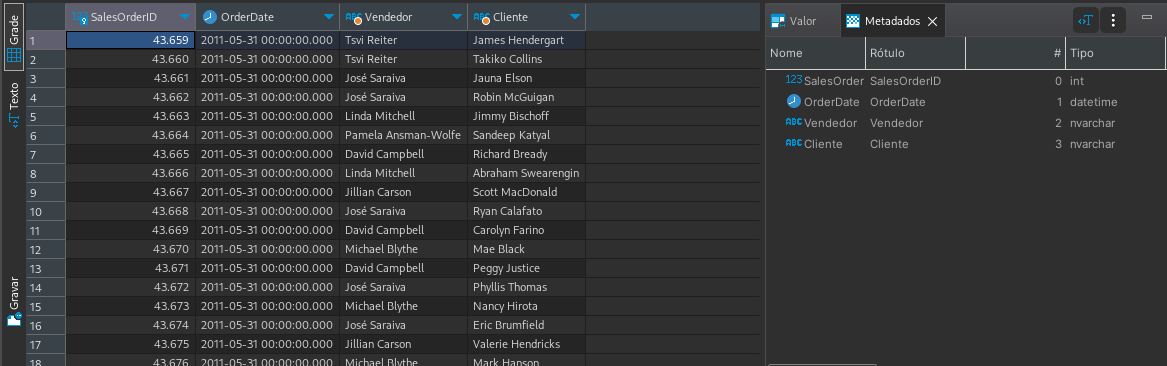 Grade
Texto
Gravar
123 SalesOrderID OrderDate ABC Vendedor ABC Cliente
1 43.659 2011-05-31 00:00:00.000 Tsvi Reiter James Hendergart
2 43.660 2011-05-31 00:00:00.000 Tsvi Reiter Takiko Collins
3 43.661 2011-05-31 00:00:00.000 José Saraiva Jauna Elson
4 43.662 2011-05-31 00:00:00.000 José Saraiva Robin McGuigan
5 43.663 2011-05-31 00:00:00.000 Linda Mitchell Jimmy Bischoff
6 43.664 2011-05-31 00:00:00.000 Pamela Ansman-Wolfe Sandeep Katyal
7 43.665 2011-05-31 00:00:00.000 David Campbell Richard Bready
8 43.666 2011-05-31 00:00:00.000 Linda Mitchell Abraham Swearengin
9 43.667 2011-05-31 00:00:00.000 Jillian Carson Scott MacDonald
10 43.668 2011-05-31 00:00:00.000 José Saraiva Ryan Calafato
11 43.669 2011-05-31 00:00:00.000 David Campbell Carolyn Farino
12 43.670 2011-05-31 00:00:00.000 Michael Blythe Mae Black
13 43.671 2011-05-31 00:00:00.000 David Campbell Peggy Justice
14 43.672 2011-05-31 00:00:00.000 José Saraiva Phyllis Thomas
15 43.673 2011-05-31 00:00:00.000 Michael Blythe Nancy Hirota
16 43.674 2011-05-31 00:00:00.000 José Saraiva Eric Brumfield
17 43.675 2011-05-31 00:00:00.000 Jillian Carson Valerie Hendricks
18 43.676 2011-05-31 00:00:00.000 Michael Blythe Mark Hanson
Valor Metadados
Nome Rótulo # Tipo
123 SalesOrder SalesOrderID 0 int
OrderDate OrderDate 1 datetime
ABC Vendedor Vendedor 2 nvarchar
ABC Cliente Cliente 3 nvarchar